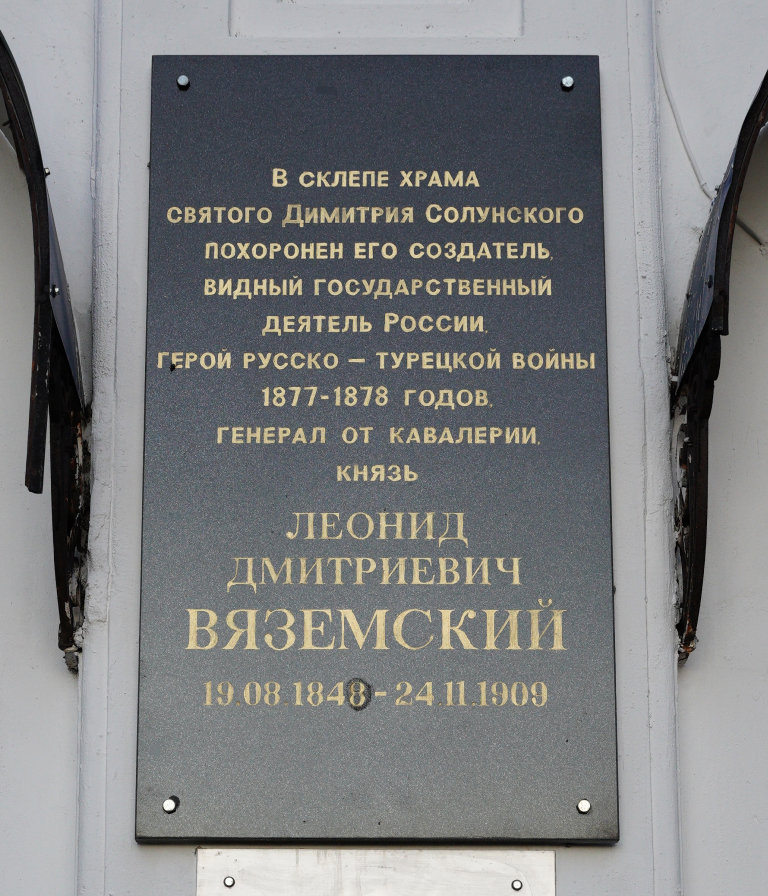 В СКЛЕПЕ ХРАМА
СВЯТОГО ДИМИТРИЯ СОЛУНСКОГО
ПОХОРОНЕН ЕГО СОЗДАТЕЛЬ,
ВИДНЫЙ ГОСУДАРСТВЕННЫЙ
ДЕЯТЕЛЬ РОССИИ,
ГЕРОЙ РУССКО – ТУРЕЦКОЙ ВОЙНЫ
1877-1878 ГОДОВ,
ГЕНЕРАЛ ОТ КАВАЛЕРИИ,
КНЯЗЬ
ЛЕОНИД
ДМИТРИЕВИЧ
ВЯЗЕМСКИЙ
19.08.1848 - 24.11.1909